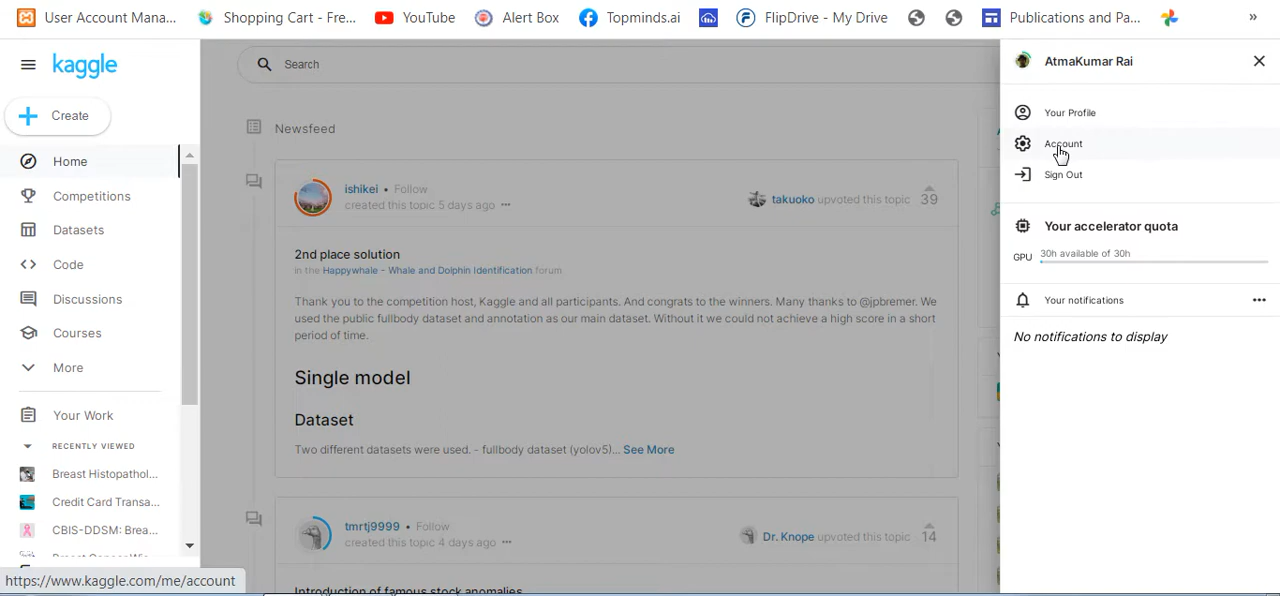 User Account Mana...
Shopping Cart - Fre...
YouTube
Alert Box
Topminds.ai
FlipDrive - My Drive
Publications and Pa...
»
kaggle
Search
AtmaKumar Rai
Create
Home
Competitions
Datasets
Code
Discussions
Courses
More
Your Work
RECENTLY VIEWED
Breast Histopathol...
Credit Card Transa...
CBIS-DDSM: Brea...
https://www.kaggle.com/me/account
Newsfeed
ishikei • Follow
created this topic 5 days ago •••
takuoko upvoted this topic
39
2nd place solution
in the Happywhale - Whale and Dolphin Identification forum
Thank you to the competition host, Kaggle and all participants. And congrats to the winners. Many thanks to @jpbremer. We
used the public fullbody dataset and annotation as our main dataset. Without it we could not achieve a high score in a short
period of time.
Single model
Dataset
Two different datasets were used. - fullbody dataset (yolov5)... See More
tmrtj9999 • Follow
created this topic 4 days ago •••
Dr. Knope upvoted this topic
14
Introduction of famous stock anomalies
Your Profile
Account
Sign Out
Your accelerator quota
GPU
30h available of 30h
Your notifications
No notifications to display